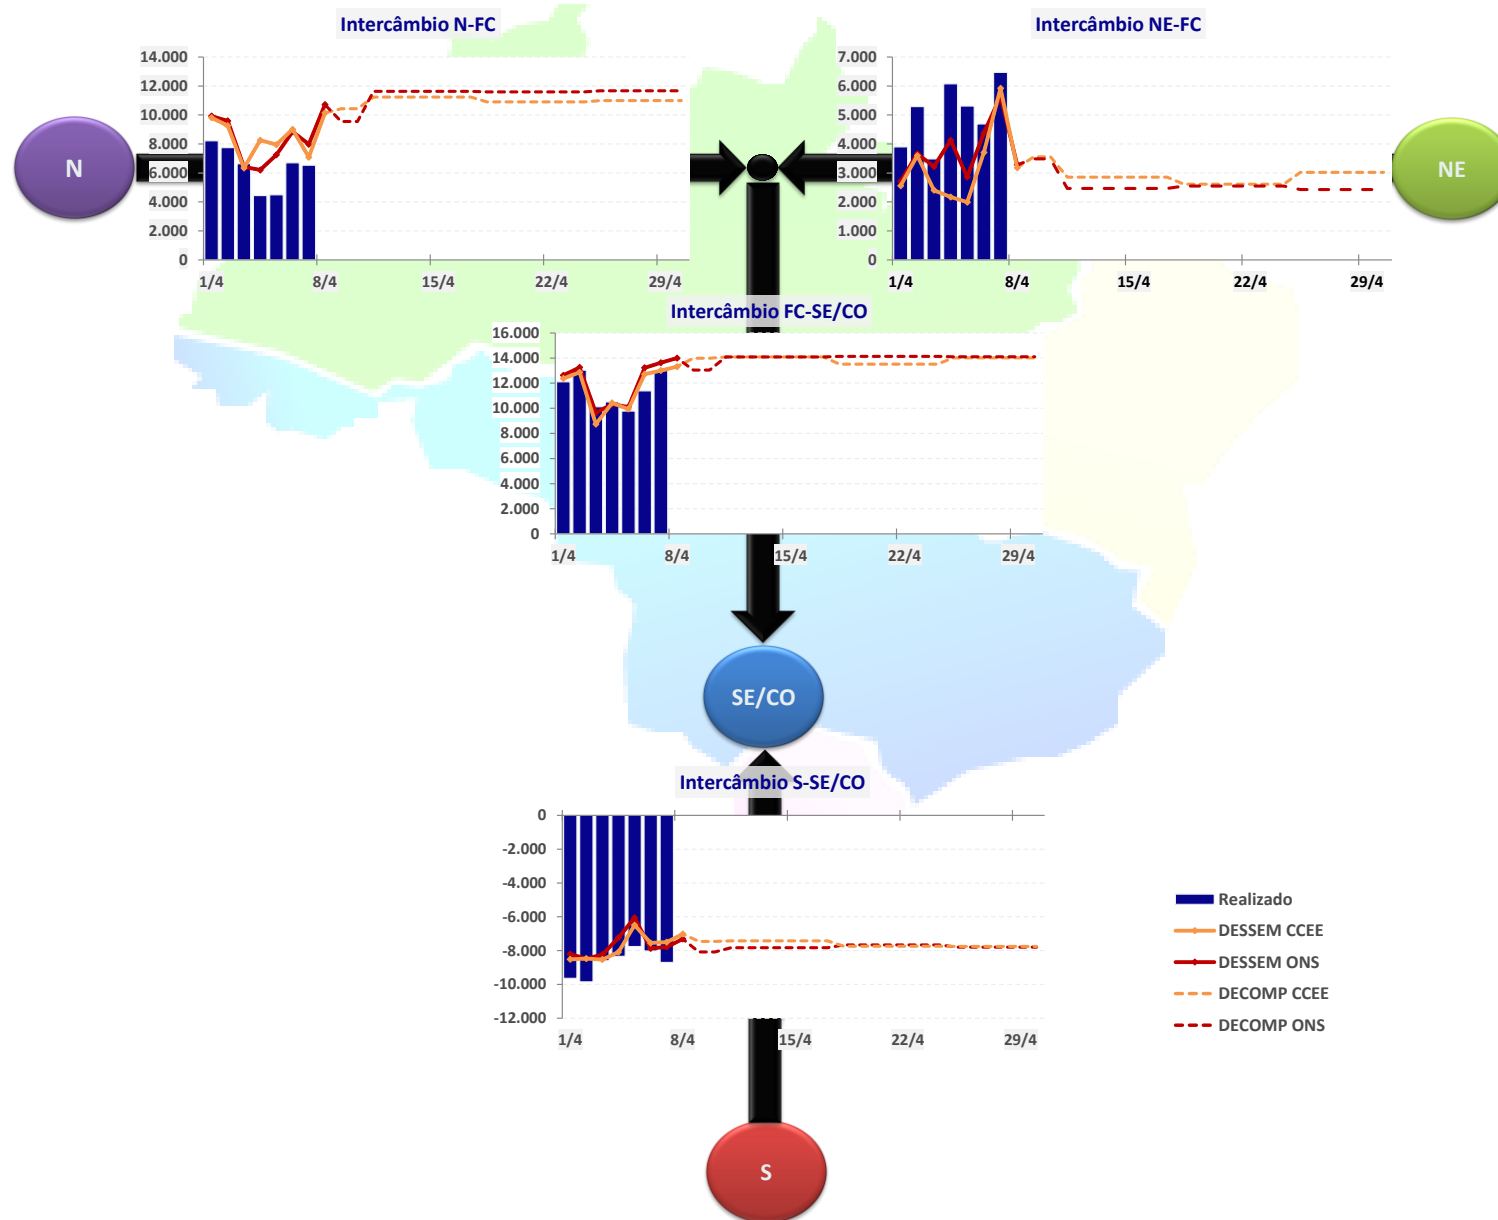 Intercâmbio N-FC
14.000
12.000
10.000
8.000
6.000
4.000
2.000
0
1/4 8/4 15/4 22/4 29/4
N
Intercâmbio NE-FC
7.000
6.000
5.000
4.000
3.000
2.000
1.000
0
1/4 8/4 15/4 22/4 29/4
NE
Intercâmbio FC-SE/CO
16.000
14.000
12.000
10.000
8.000
6.000
4.000
2.000
0
1/4 8/4 15/4 22/4 29/4
SE/CO
Intercâmbio S-SE/CO
0
-2.000
-4.000
-6.000
-8.000
-10.000
-12.000
1/4 8/4 15/4 22/4 29/4
Realizado
DESSEM CCEE
DESSEM ONS
DECOMP CCEE
DECOMP ONS
S